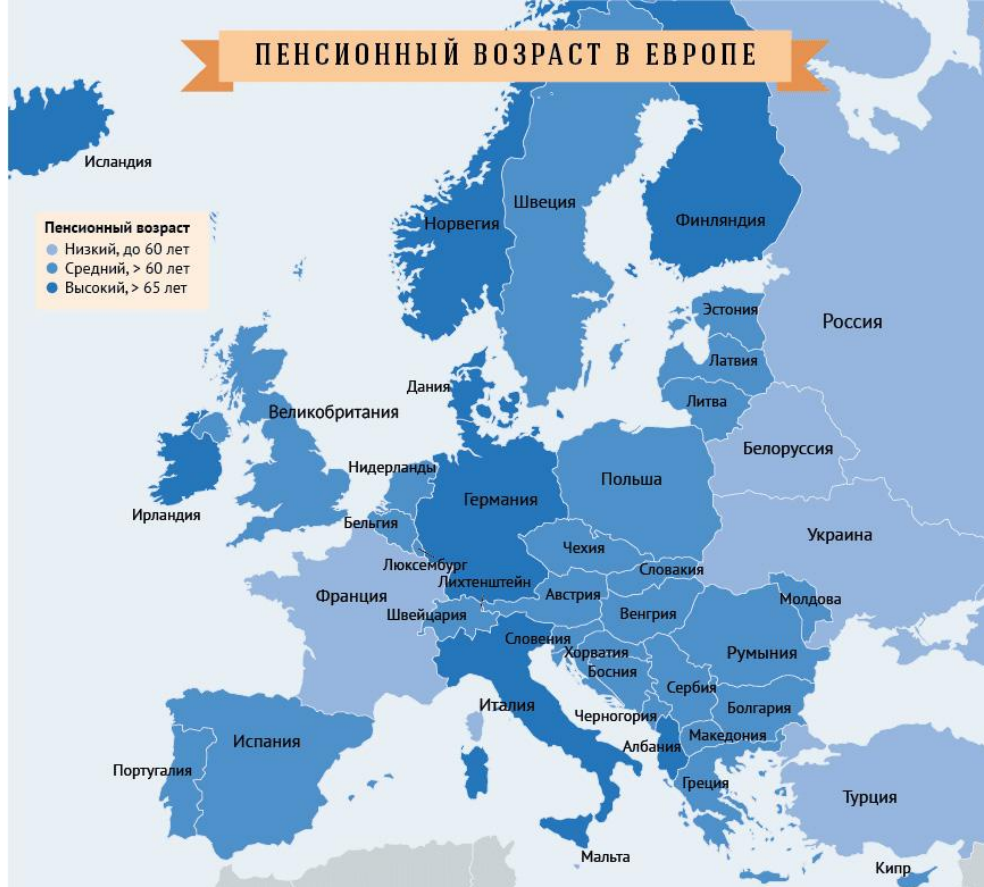 ПЕНСИОННЫЙ ВОЗРАСТ В ЕВРОПЕ
Исландия
Пенсионный возраст
Низкий, до 60 лет
Средний, > 60 лет
Высокий, > 65 лет
Норвегия
Швеция
Финляндия
Эстония
Россия
Латвия
Дания
Литва
Великобритания
Белоруссия
Нидерланды
Польша
Германия
Ирландия
Бельгия
Украина
Чехия
Люксембург
Словакия
Лихтенштейн
Франция
Австрия
Молдова
Швейцария
Венгрия
Словения
Хорватия
Румыния
Босния
Сербия
Италия
Болгария
Черногория
Македония
Испания
Албания
Португалия
Греция
Турция
Мальта
Кипр